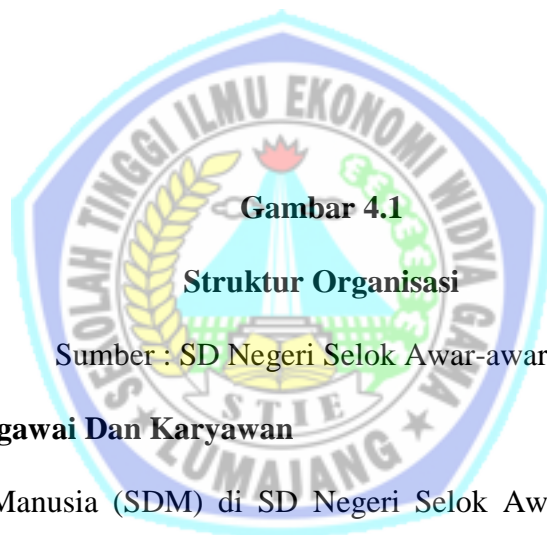 SEKOLAH TINGGI ILMU EKONOMI WIDYA GAMA
Gambar 4.1
Struktur Organisasi
Sumber : SD Negeri Selok Awar-awar
gawai Dan Karyawan
STIE
LUMAJANG
Manusia (SDM) di SD Negeri Selok Aw